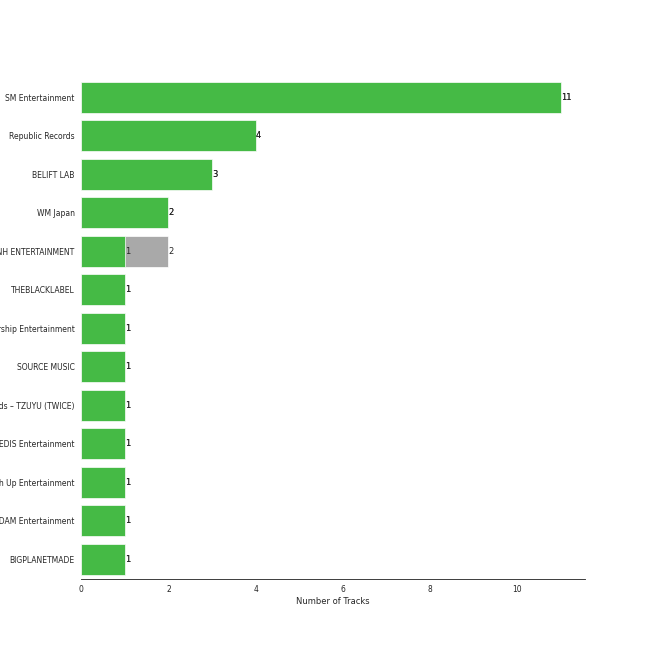 SM Entertainment 11
Republic Records 4
BELIFT LAB 3
WM Japan 2
NH ENTERTAINMENT 1 2
THEBLACKLABEL 1
rship Entertainment 1
SOURCE MUSIC 1
ds – TZUYU (TWICE) 1
EDIS Entertainment 1
h Up Entertainment 1
DAM Entertainment 1
BIGPLANETMADE 1
0 2 4 6 8 10
Number of Tracks